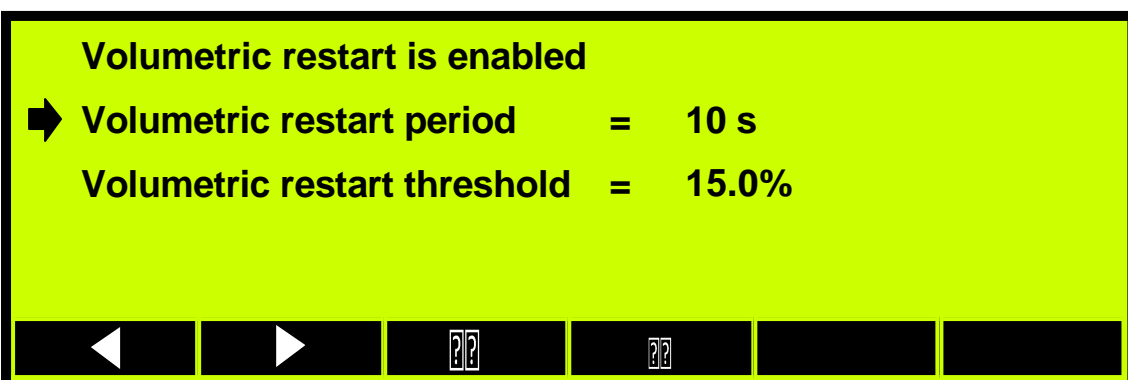 Volumetric restart is enabled
Volumetric restart period = 10 s
Volumetric restart threshold = 15.0%